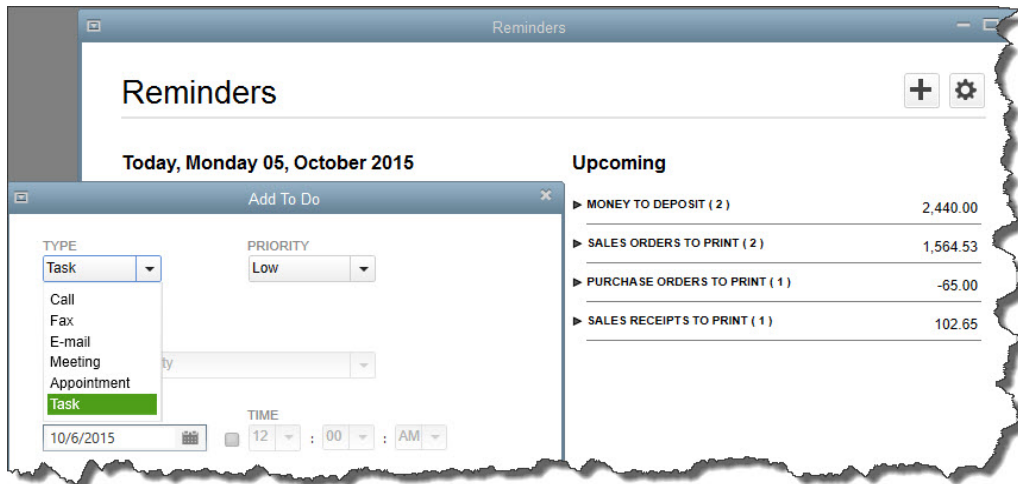 Reminders
Reminders
Today, Monday 05, October 2015
Upcoming
MONEY TO DEPOSIT ( 2 ) 2,440.00
SALES ORDERS TO PRINT ( 2 ) 1,564.53
PURCHASE ORDERS TO PRINT ( 1 ) -65.00
SALES RECEIPTS TO PRINT ( 1 ) 102.65
Add To Do
TYPE PRIORITY
Task Low
Call
Fax
E-mail
Meeting
Appointment
Task
TIME
10/6/2015 12 : 00 : AM